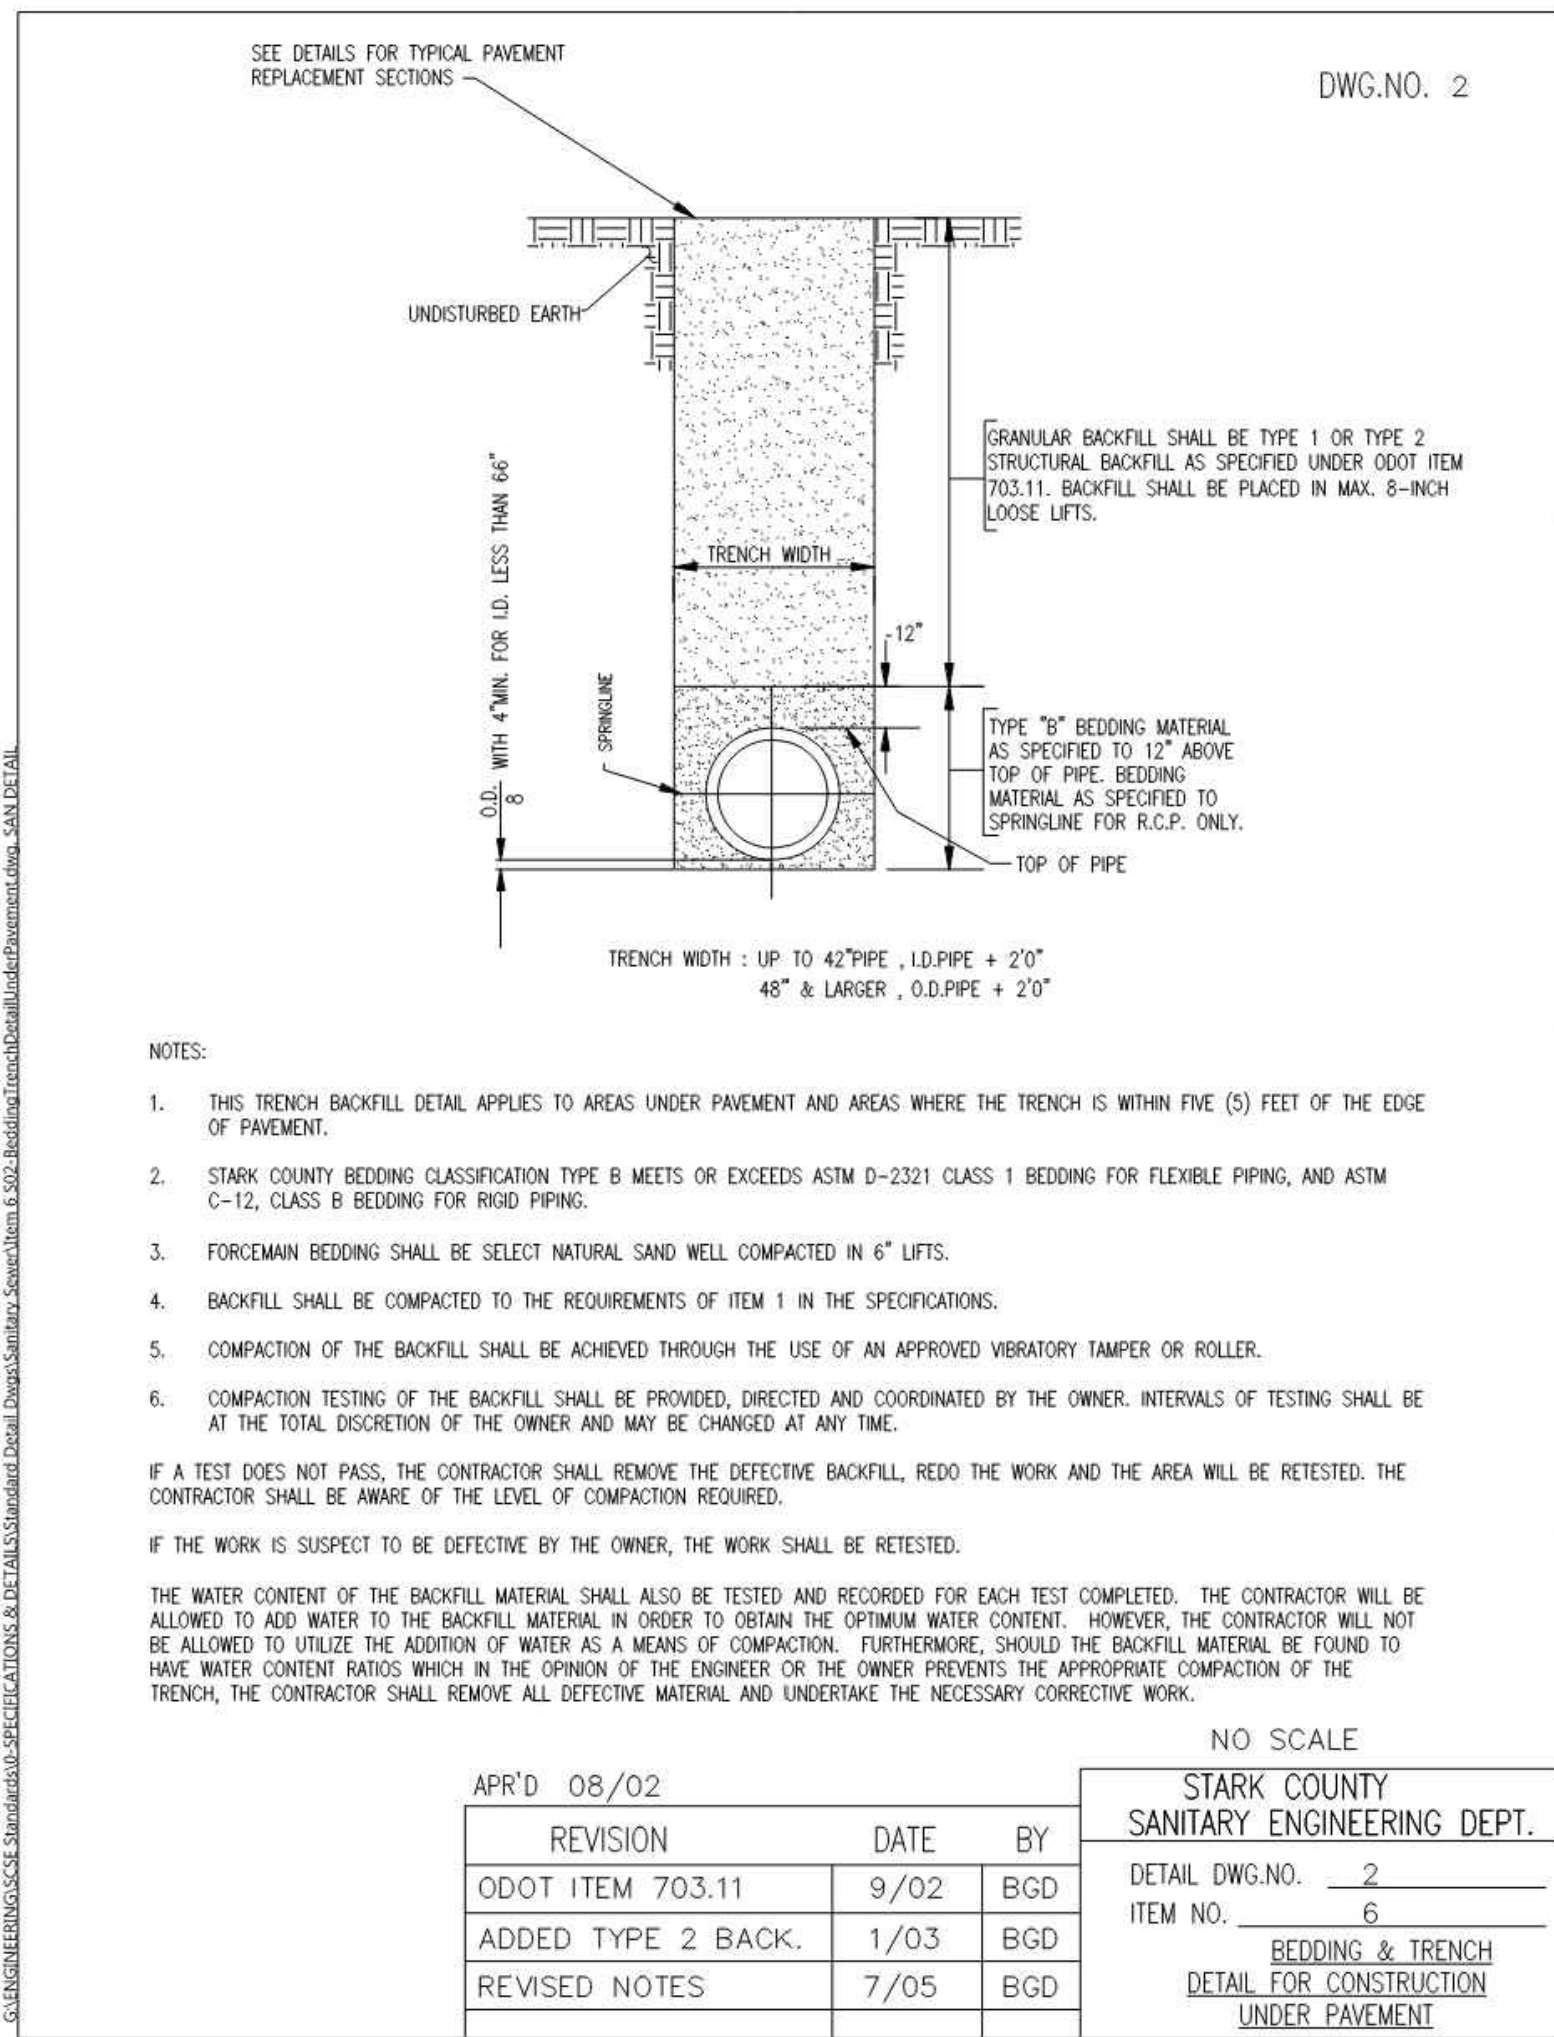 SEE DETAILS FOR TYPICAL PAVEMENT
REPLACEMENT SECTIONS
DWG.NO. 2
UNDISTURBED EARTH
GRANULAR BACKFILL SHALL BE TYPE 1 OR TYPE 2
STRUCTURAL BACKFILL AS SPECIFIED UNDER ODOT ITEM
703.11. BACKFILL SHALL BE PLACED IN MAX. 8-INCH
LOOSE LIFTS.
TRENCH WIDTH
12"
O.D.
8
WITH 4"MIN. FOR I.D. LESS THAN 66"
SPRINGLINE
TYPE "B" BEDDING MATERIAL
AS SPECIFIED TO 12" ABOVE
TOP OF PIPE. BEDDING
MATERIAL AS SPECIFIED TO
SPRINGLINE FOR R.C.P. ONLY.
TOP OF PIPE
TRENCH WIDTH : UP TO 42"PIPE , I.D.PIPE + 2'0"
48" & LARGER , O.D.PIPE + 2'0"
NOTES:
1. THIS TRENCH BACKFILL DETAIL APPLIES TO AREAS UNDER PAVEMENT AND AREAS WHERE THE TRENCH IS WITHIN FIVE (5) FEET OF THE EDGE
OF PAVEMENT.
2. STARK COUNTY BEDDING CLASSIFICATION TYPE B MEETS OR EXCEEDS ASTM D-2321 CLASS 1 BEDDING FOR FLEXIBLE PIPING, AND ASTM
C-12, CLASS B BEDDING FOR RIGID PIPING.
3. FORCEMAIN BEDDING SHALL BE SELECT NATURAL SAND WELL COMPACTED IN 6" LIFTS.
4. BACKFILL SHALL BE COMPACTED TO THE REQUIREMENTS OF ITEM 1 IN THE SPECIFICATIONS.
5. COMPACTION OF THE BACKFILL SHALL BE ACHIEVED THROUGH THE USE OF AN APPROVED VIBRATORY TAMPER OR ROLLER.
6. COMPACTION TESTING OF THE BACKFILL SHALL BE PROVIDED, DIRECTED AND COORDINATED BY THE OWNER. INTERVALS OF TESTING SHALL BE
AT THE TOTAL DISCRETION OF THE OWNER AND MAY BE CHANGED AT ANY TIME.
IF A TEST DOES NOT PASS, THE CONTRACTOR SHALL REMOVE THE DEFECTIVE BACKFILL, REDO THE WORK AND THE AREA WILL BE RETESTED. THE
CONTRACTOR SHALL BE AWARE OF THE LEVEL OF COMPACTION REQUIRED.
IF THE WORK IS SUSPECT TO BE DEFECTIVE BY THE OWNER, THE WORK SHALL BE RETESTED.
THE WATER CONTENT OF THE BACKFILL MATERIAL SHALL ALSO BE TESTED AND RECORDED FOR EACH TEST COMPLETED. THE CONTRACTOR WILL BE
ALLOWED TO ADD WATER TO THE BACKFILL MATERIAL IN ORDER TO OBTAIN THE OPTIMUM WATER CONTENT. HOWEVER, THE CONTRACTOR WILL NOT
BE ALLOWED TO UTILIZE THE ADDITION OF WATER AS A MEANS OF COMPACTION. FURTHERMORE, SHOULD THE BACKFILL MATERIAL BE FOUND TO
HAVE WATER CONTENT RATIOS WHICH IN THE OPINION OF THE ENGINEER OR THE OWNER PREVENTS THE APPROPRIATE COMPACTION OF THE
TRENCH, THE CONTRACTOR SHALL REMOVE ALL DEFECTIVE MATERIAL AND UNDERTAKE THE NECESSARY CORRECTIVE WORK.
NO SCALE
APR'D 08/02
REVISION DATE BY
ODOT ITEM 703.11 9/02 BGD
ADDED TYPE 2 BACK. 1/03 BGD
REVISED NOTES 7/05 BGD
STARK COUNTY
SANITARY ENGINEERING DEPT.
DETAIL DWG.NO. 2
ITEM NO. 6
BEDDING & TRENCH
DETAIL FOR CONSTRUCTION
UNDER PAVEMENT
G:\ENGINEERING\SCSE Standards\0-SPECIFICATIONS & DETAILS\Standard Detail Dwgs\Sanitary Sewer\Item 6 S02-BeddingTrenchDetailUnderPavement.dwg, SAN DETAIL